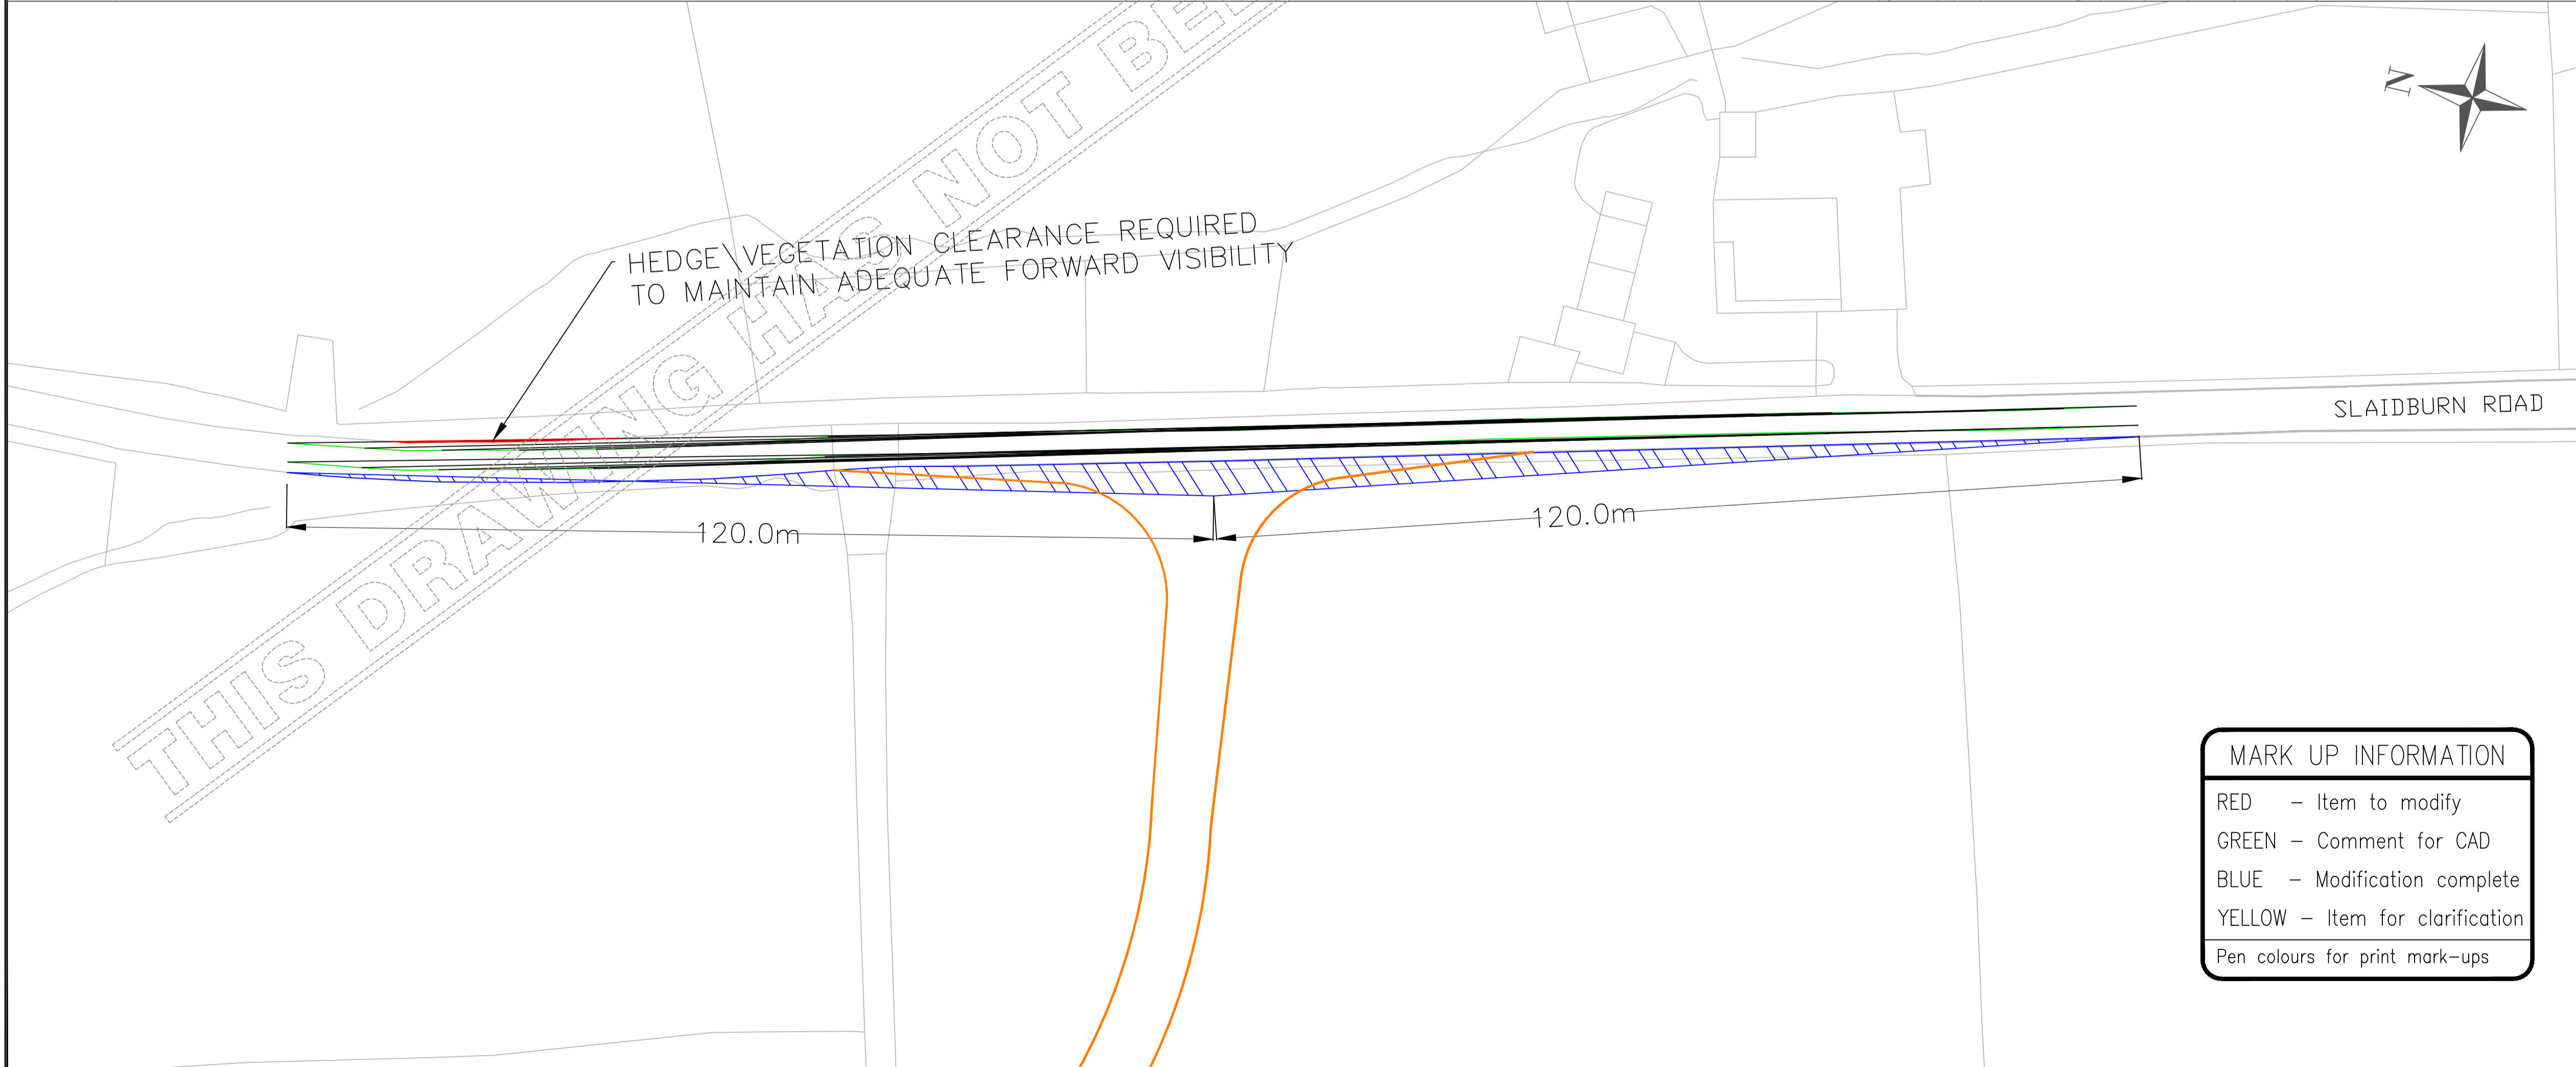 THIS DRAWING HAS NOT BE
N
HEDGE\VEGETATION CLEARANCE REQUIRED
TO MAINTAIN ADEQUATE FORWARD VISIBILITY
SLAIDBURN ROAD
120.0m
120.0m
MARK UP INFORMATION
RED – Item to modify
GREEN – Comment for CAD
BLUE – Modification complete
YELLOW – Item for clarification
Pen colours for print mark–ups